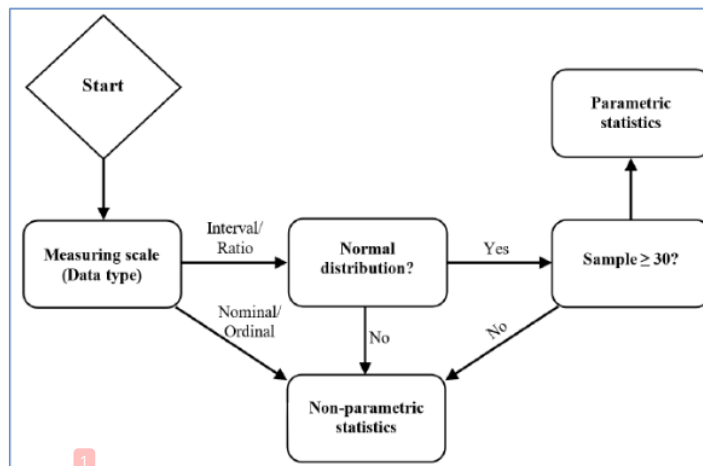 Start
Parametric
statistics
Measuring scale
(Data type)
Interval/
Ratio
Normal
distribution?
Yes
Sample ≥ 30?
Nominal/
Ordinal
No
No
Non-parametric
statistics
1